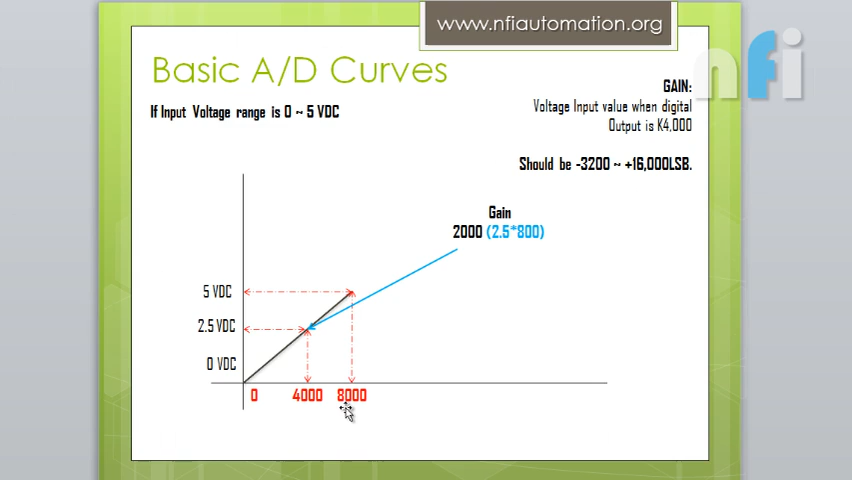 www.nfiautomation.org
nfi
Basic A/D Curves
GAIN:
Voltage Input value when digital
Output is K4,000
If Input Voltage range is 0 ~ 5 VDC
Should be -3200 ~ +16,000LSB.
Gain
2000 (2.5*800)
5 VDC
2.5 VDC
0 VDC
0 4000 8000